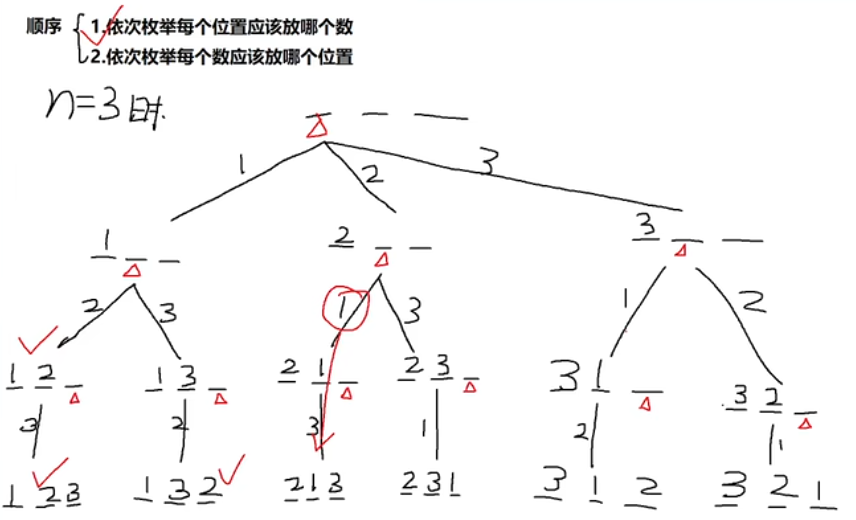 顺序
1.依次枚举每个位置应该放哪个数
2.依次枚举每个数应该放哪个位置
n=3时.
1 2 3
1 2 3
2 3 1 3 1 2
1 2 1 3 2 1 2 3 3 1 3 2
3 2 3 1 2 1
1 2 3 1 3 2 2 1 3 2 3 1 3 1 2 3 2 1